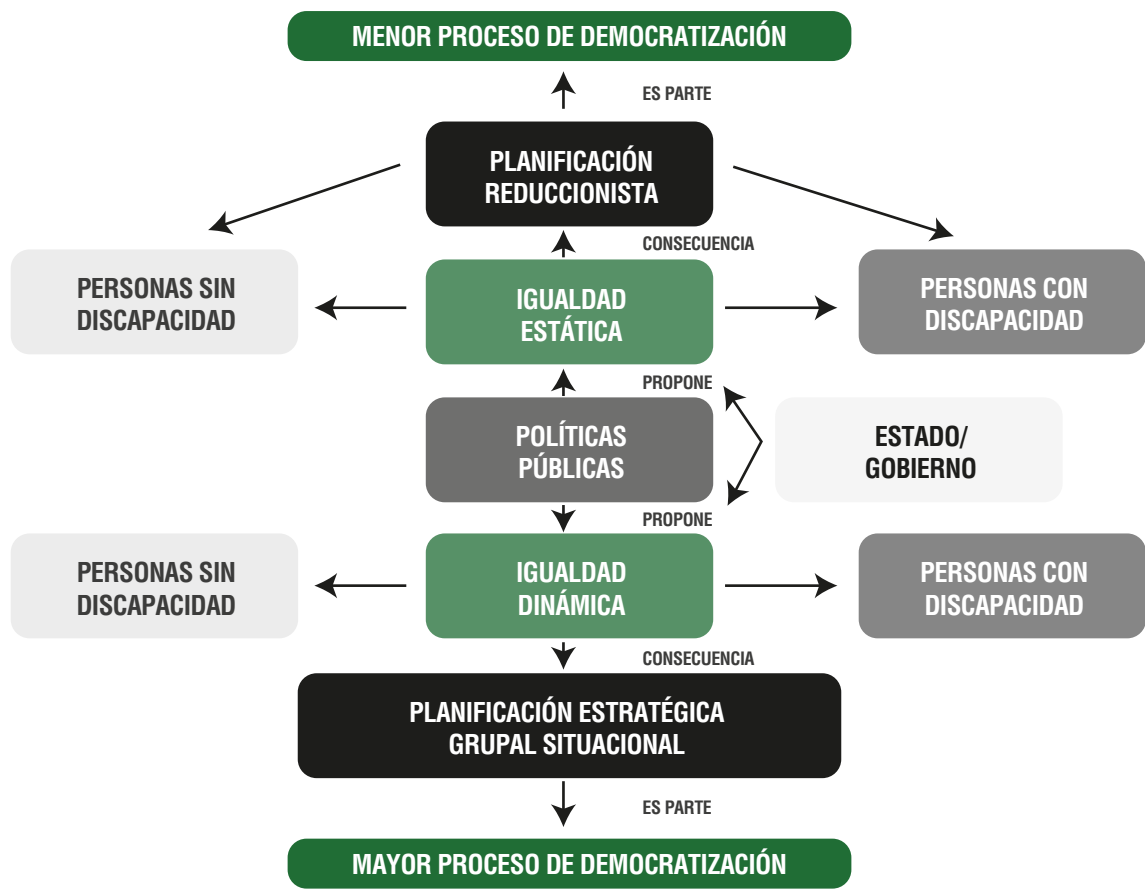 MENOR PROCESO DE DEMOCRATIZACIÓN
ES PARTE
PLANIFICACIÓN
REDUCCIONISTA
CONSECUENCIA
PERSONAS SIN
DISCAPACIDAD
IGUALDAD
ESTÁTICA
PERSONAS CON
DISCAPACIDAD
PROPONE
POLÍTICAS
PÚBLICAS
ESTADO/
GOBIERNO
PROPONE
PERSONAS SIN
DISCAPACIDAD
IGUALDAD
DINÁMICA
PERSONAS CON
DISCAPACIDAD
CONSECUENCIA
PLANIFICACIÓN ESTRATÉGICA
GRUPAL SITUACIONAL
ES PARTE
MAYOR PROCESO DE DEMOCRATIZACIÓN